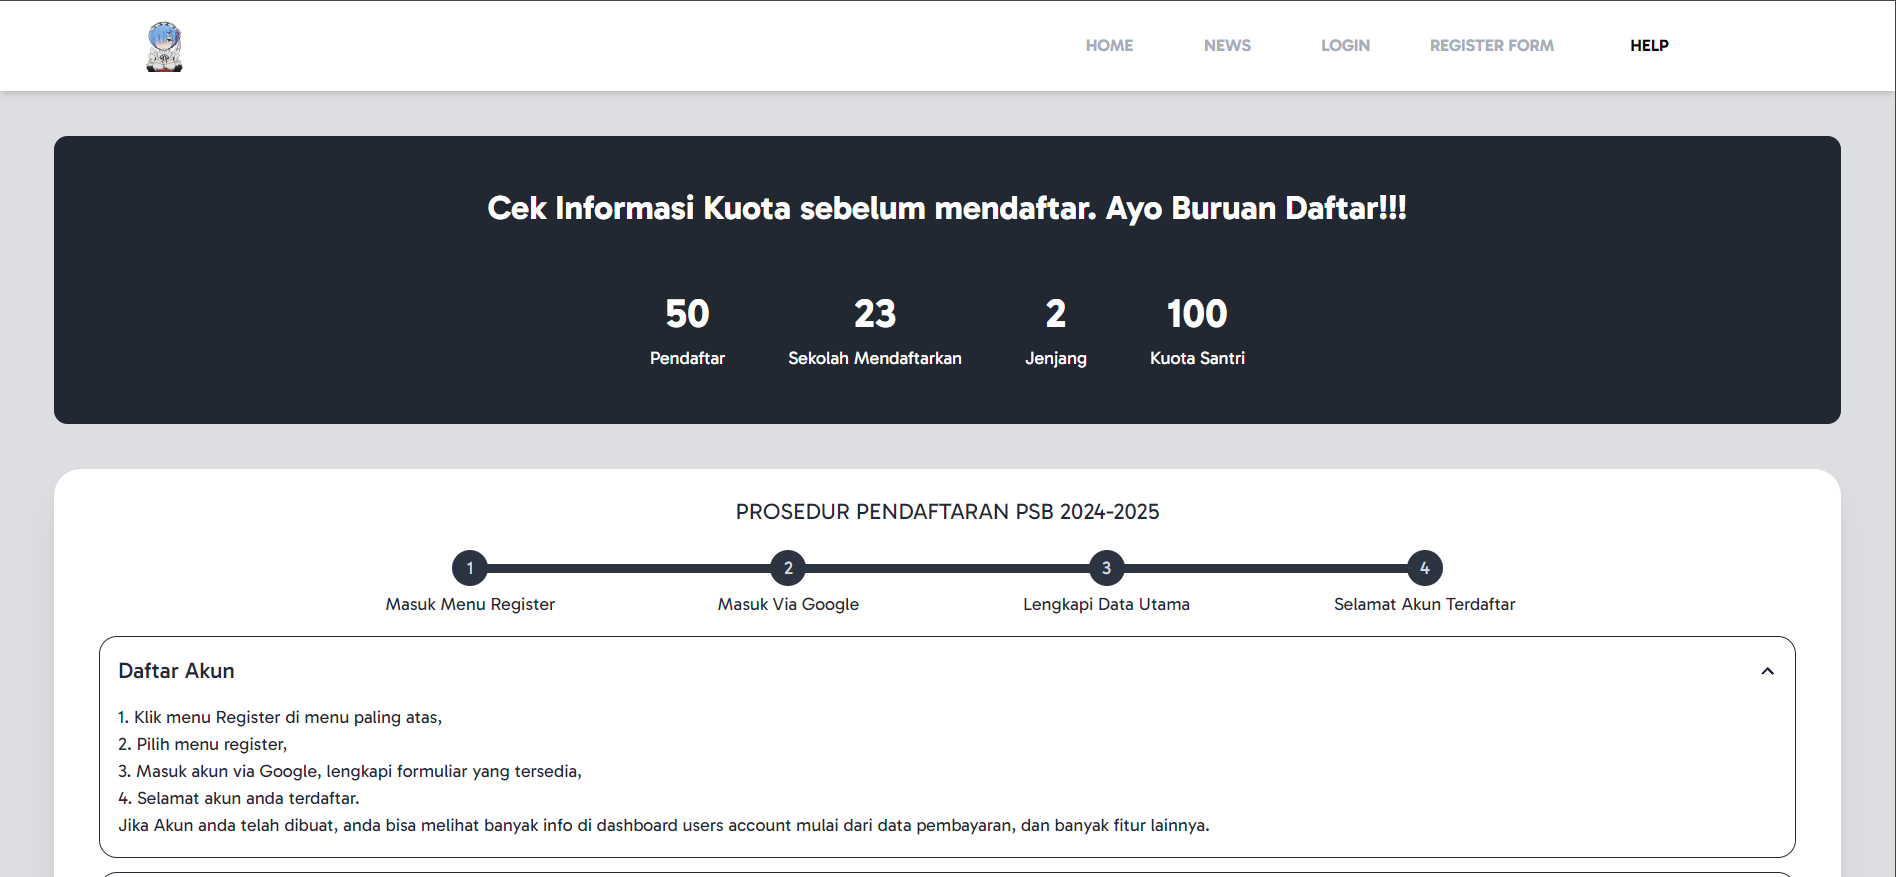 HOME NEWS LOGIN REGISTER FORM HELP
Cek Informasi Kuota sebelum mendaftar. Ayo Buruan Daftar!!!
50 23 2 100
Pendaftar Sekolah Mendaftarkan Jenjang Kuota Santri
PROSEDUR PENDAFTARAN PSB 2024-2025
1 2 3 4
Masuk Menu Register Masuk Via Google Lengkapi Data Utama Selamat Akun Terdaftar
Daftar Akun
1. Klik menu Register di menu paling atas,
2. Pilih menu register,
3. Masuk akun via Google, lengkapi formuliar yang tersedia,
4. Selamat akun anda terdaftar.
Jika Akun anda telah dibuat, anda bisa melihat banyak info di dashboard users account mulai dari data pembayaran, dan banyak fitur lainnya.